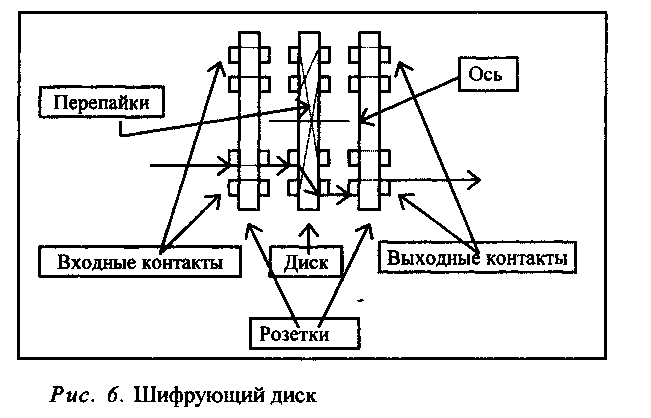 Ось
Перепайки
Входные контакты
Диск
Выходные контакты
Розетки
Рис. 6. Шифрующий диск